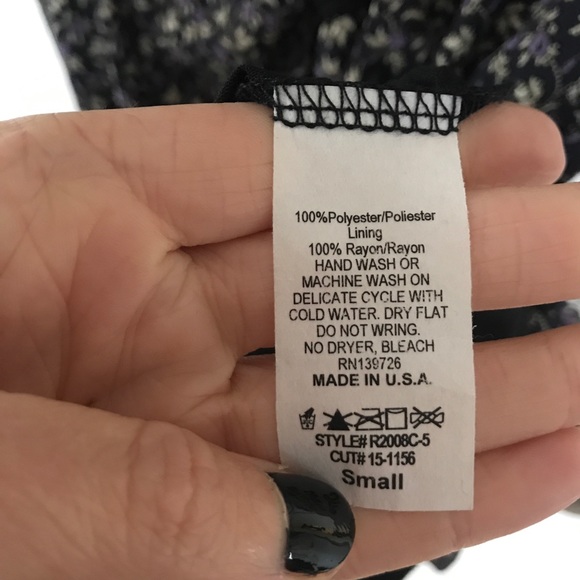 100%Polyester/Poliester
Lining
100% Rayon/Rayon
HAND WASH OR
MACHINE WASH ON
DELICATE CYCLE WITH
COLD WATER. DRY FLAT
DO NOT WRING.
NO DRYER, BLEACH
RN139726
MADE IN U.S.A.
STYLE# R2008C-5
CUT# 15-1156
Small